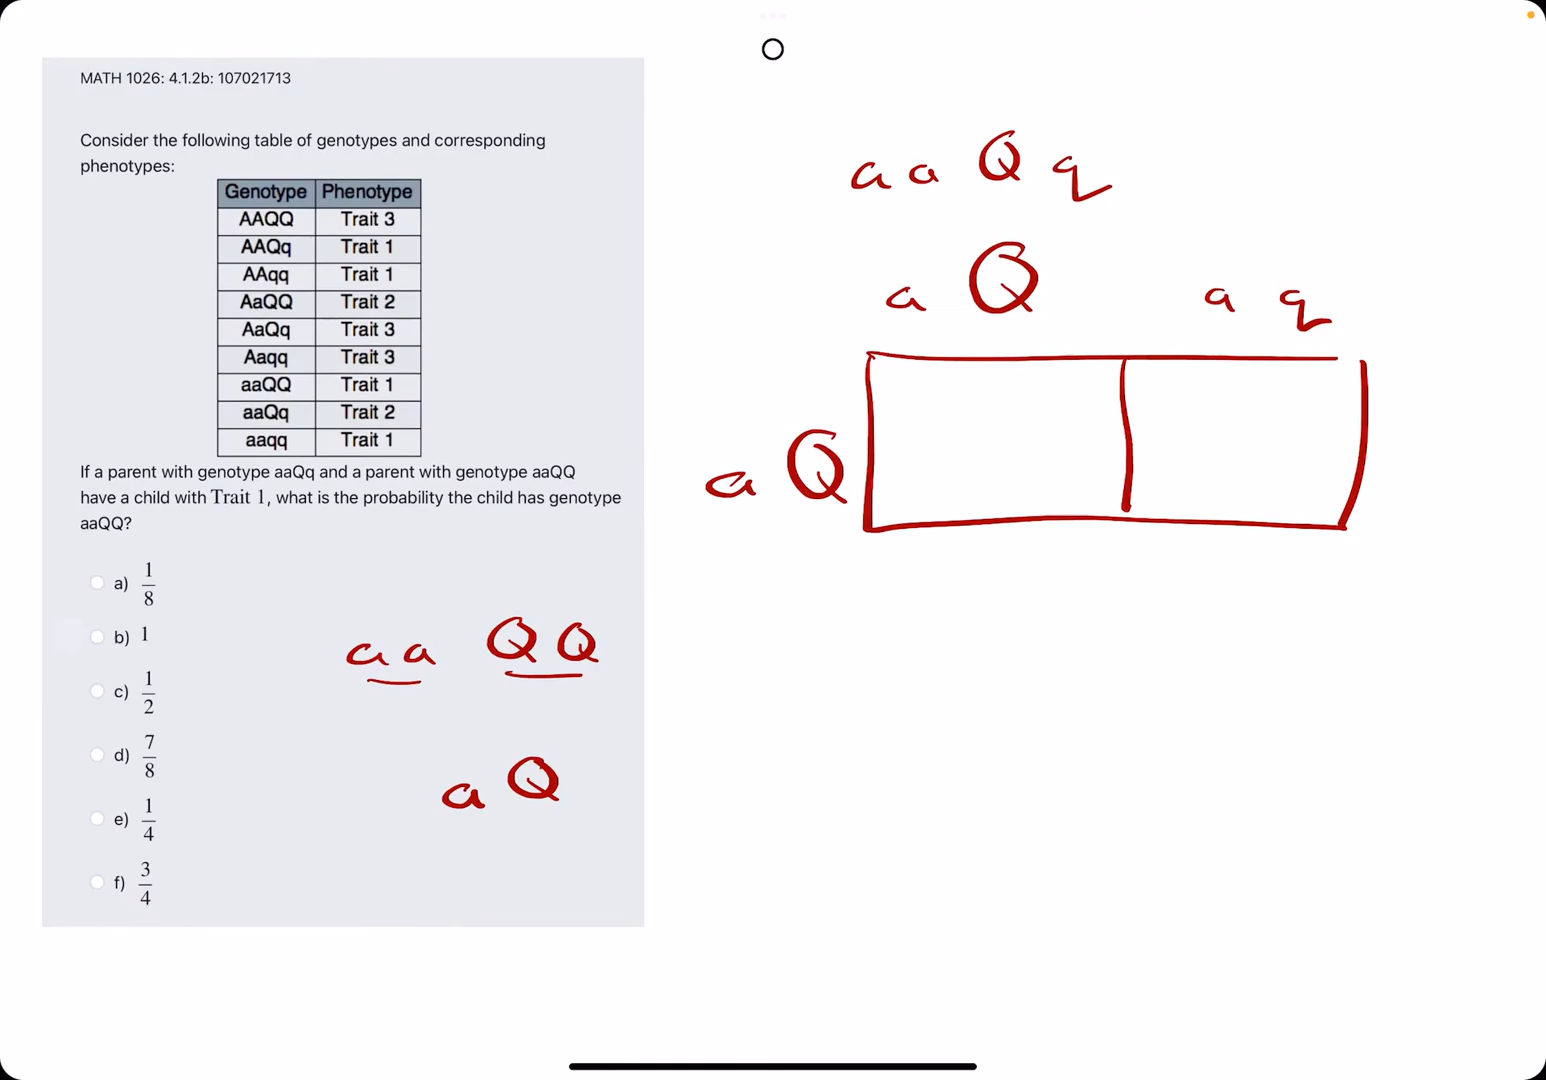 MATH 1026: 4.1.2b: 107021713
Consider the following table of genotypes and corresponding
phenotypes:
Genotype Phenotype
AAQQ Trait 3
AAQq Trait 1
AAqq Trait 1
AaQQ Trait 2
AaQq Trait 3
Aaqq Trait 3
aaQQ Trait 1
aaQq Trait 2
aaqq Trait 1
If a parent with genotype aaQq and a parent with genotype aaQQ
have a child with Trait 1, what is the probability the child has genotype
aaQQ?
a) 1/8
b) 1
c) 1/2
d) 7/8
e) 1/4
f) 3/4
aa QQ
a Q
a a Q q
a Q a q
a Q